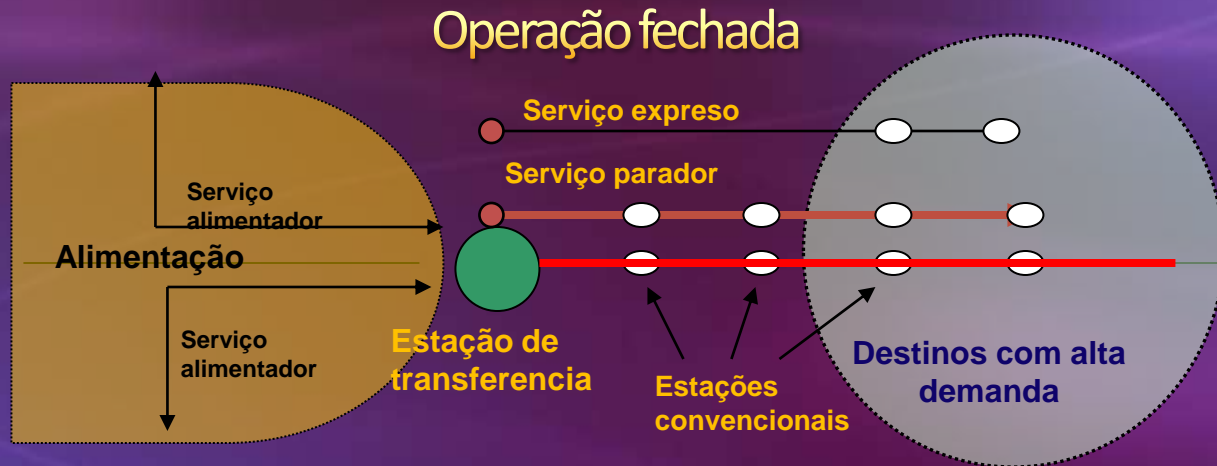 Operação fechada
Serviço expreso
Serviço parador
Serviço
alimentador
Alimentação
Serviço
alimentador
Estação de
transferencia
Estações
convencionais
Destinos com alta
demanda